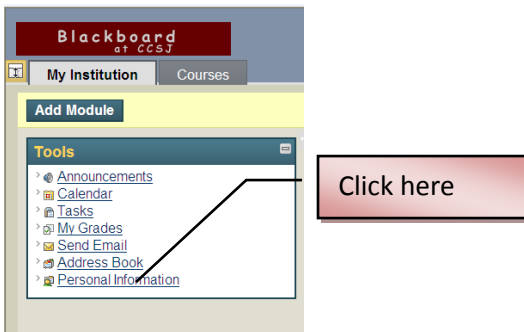 Blackboard
at CCSJ
My Institution
Courses
Add Module
Tools
Announcements
Calendar
Tasks
My Grades
Send Email
Address Book
Personal Information
Click here